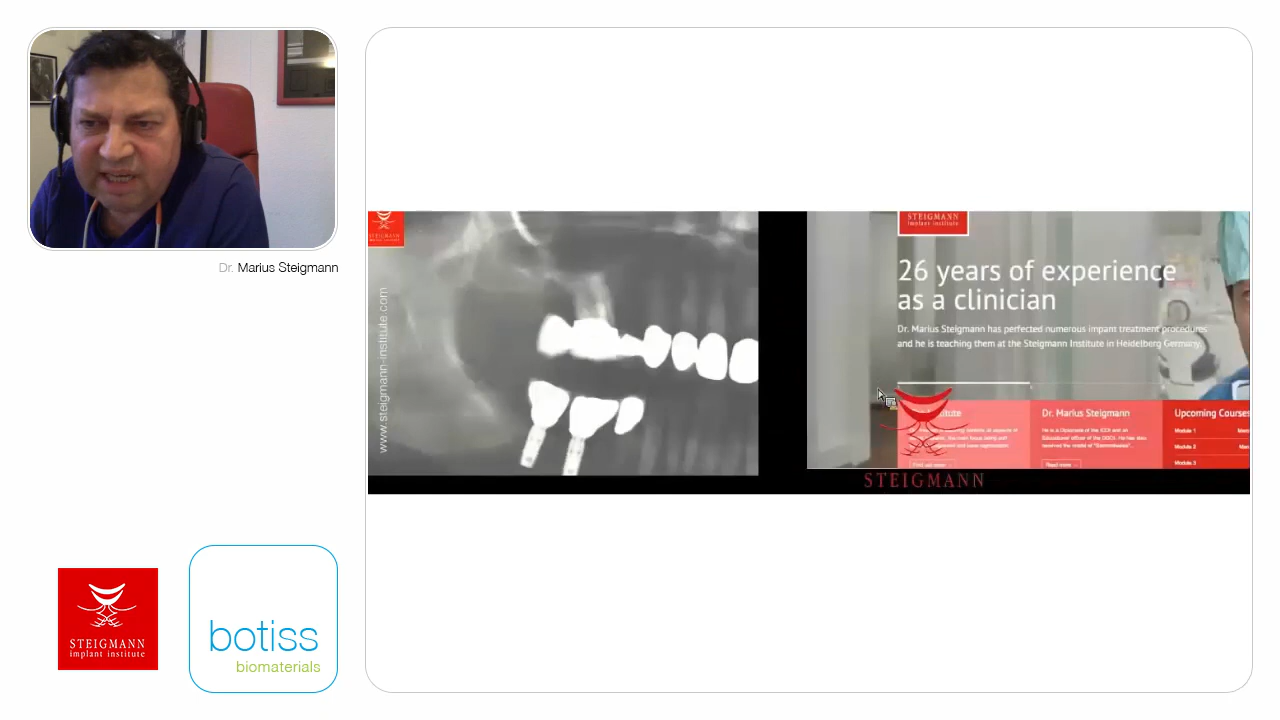 Dr. Marius Steigmann
STEIGMANN
implant institute
botiss
biomaterials
www.steigmann-institute.com
STEIGMANN
implant institute
26 years of experience
as a clinician
Dr. Marius Steigmann has perfected numerous impant treatment procedures
and he is teaching them at the Steigmann Institute in Heidelberg Germany.
Dr. Marius Steigmann
Upcoming Courses
Module 1
Module 2
Module 3
Read more
STEIGMANN